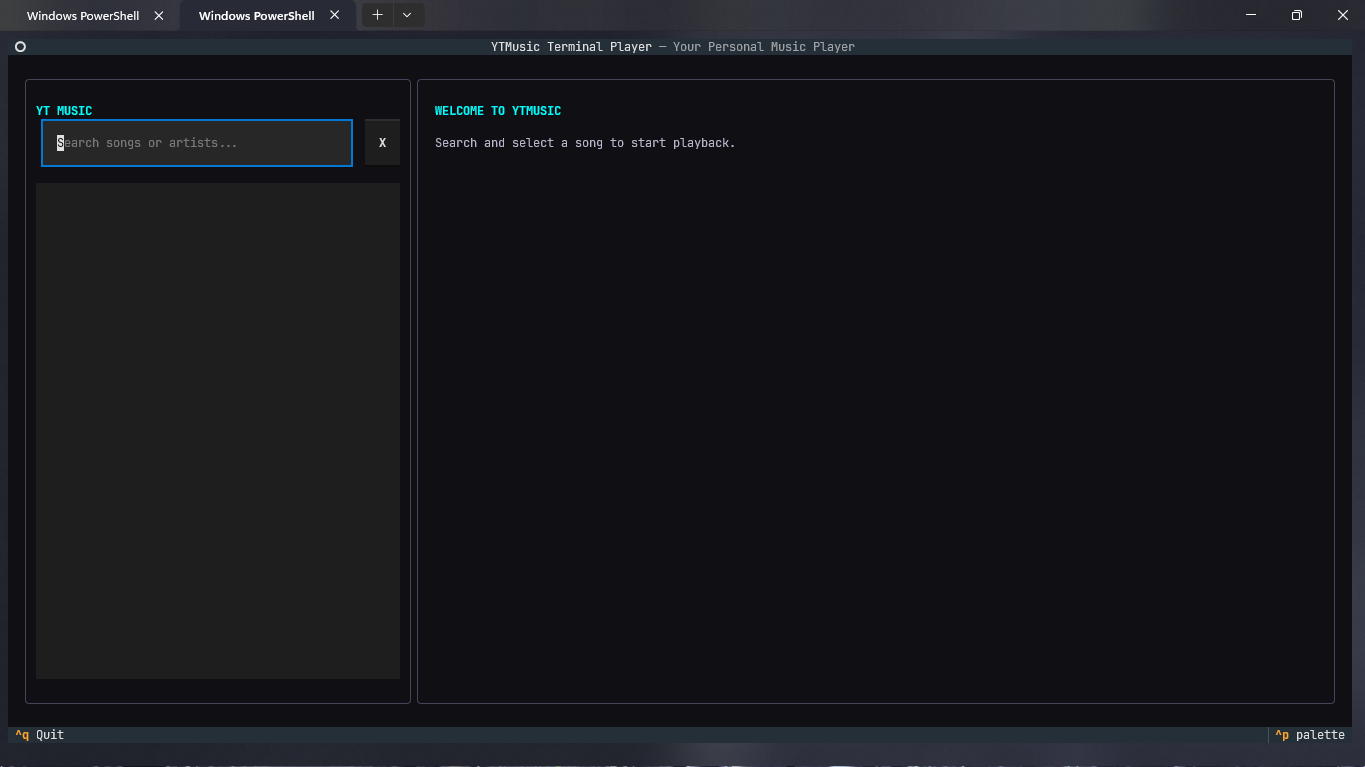 Windows PowerShell
Windows PowerShell
YTMusic Terminal Player — Your Personal Music Player
YT MUSIC
Search songs or artists...
X
WELCOME TO YTMUSIC
Search and select a song to start playback.
^q Quit
^p palette